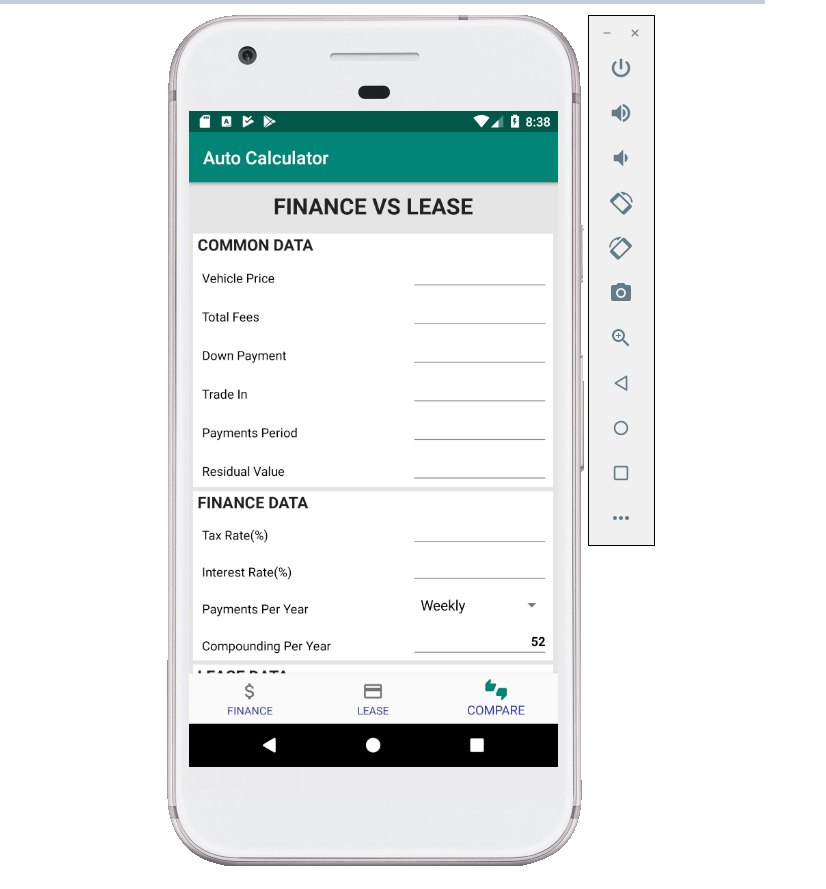 8:38
Auto Calculator
FINANCE VS LEASE
COMMON DATA
Vehicle Price
Total Fees
Down Payment
Trade In
Payments Period
Residual Value
FINANCE DATA
Tax Rate(%)
Interest Rate(%)
Payments Per Year Weekly
Compounding Per Year 52
LEASE DATA
FINANCE LEASE COMPARE